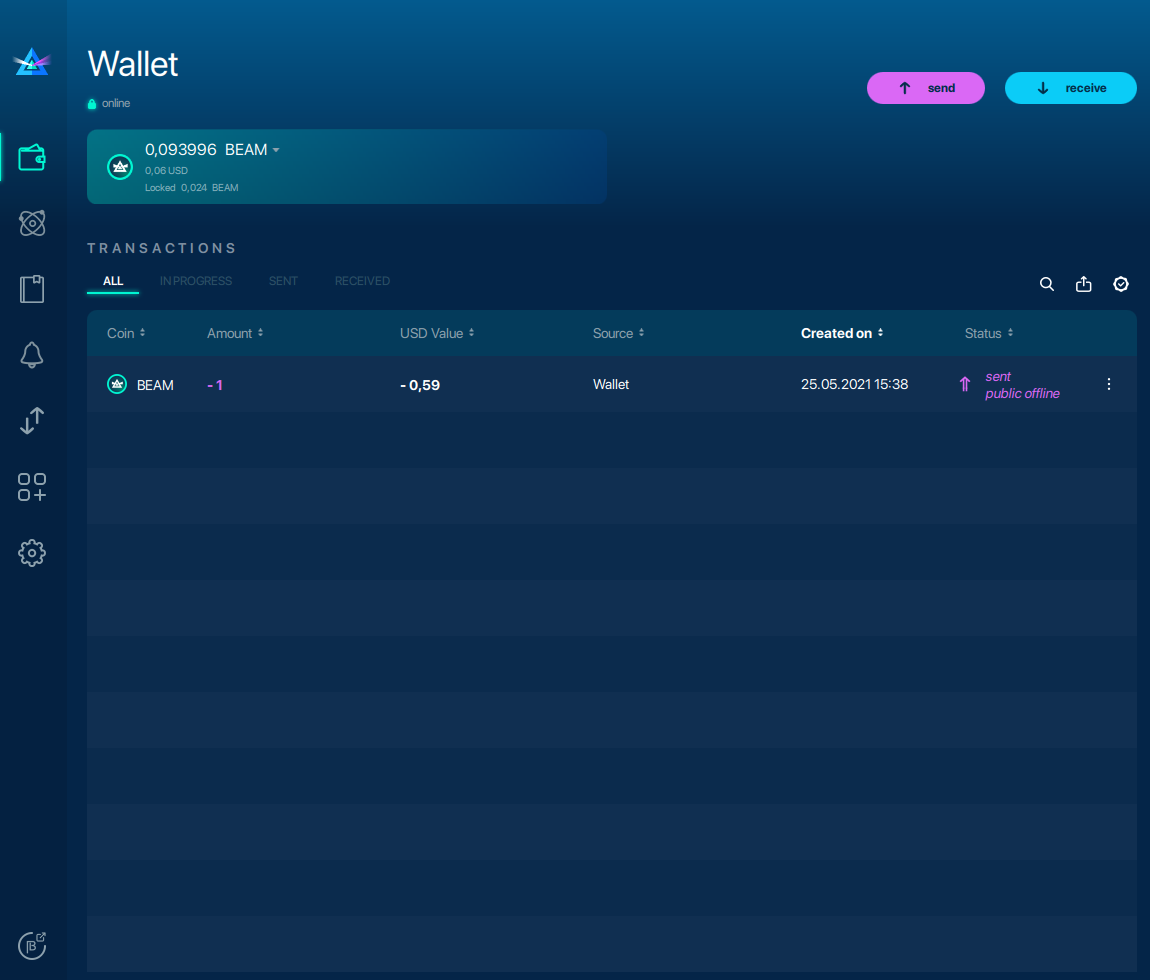 Wallet
online
send
receive
0,093996 BEAM
0,06 USD
Locked 0,024 BEAM
TRANSACTIONS
ALL IN PROGRESS SENT RECEIVED
Coin Amount USD Value Source Created on Status
BEAM - 1 - 0,59 Wallet 25.05.2021 15:38 sent
public offline